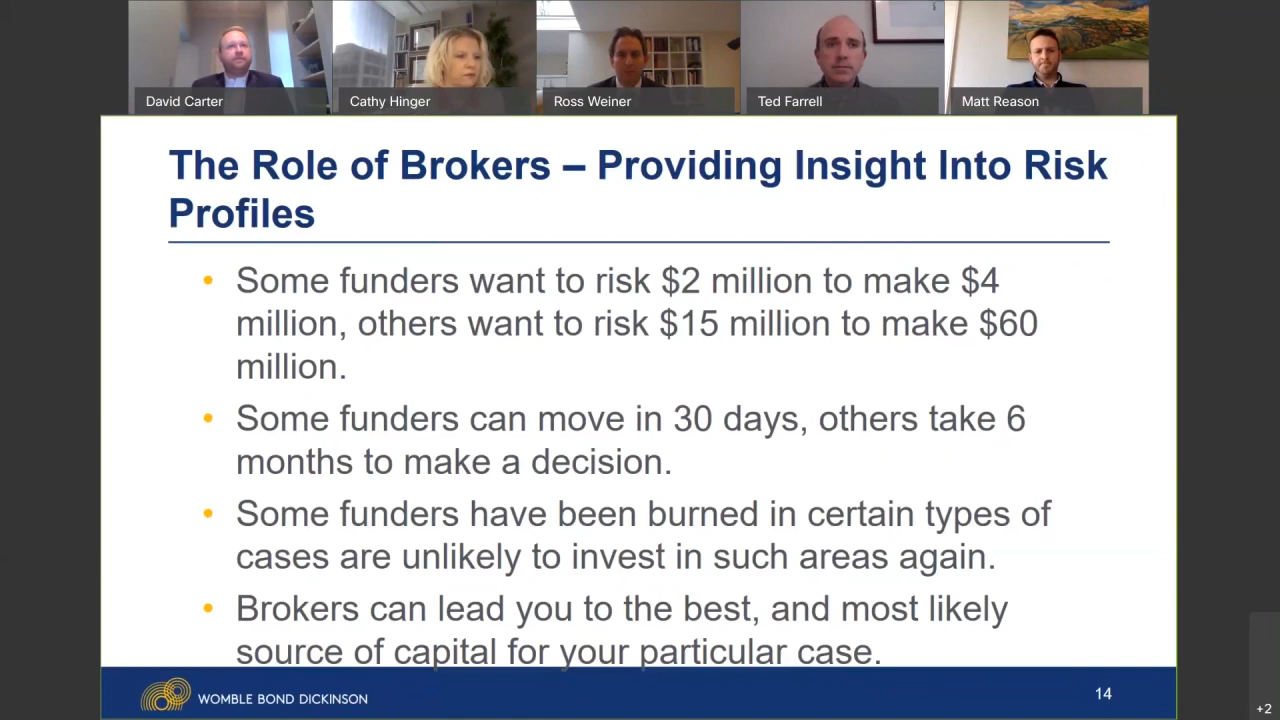 David Carter
Cathy Hinger
Ross Weiner
Ted Farrell
Matt Reason
The Role of Brokers – Providing Insight Into Risk
Profiles
• Some funders want to risk $2 million to make $4
million, others want to risk $15 million to make $60
million.
• Some funders can move in 30 days, others take 6
months to make a decision.
• Some funders have been burned in certain types of
cases are unlikely to invest in such areas again.
• Brokers can lead you to the best, and most likely
source of capital for your particular case.
WOMBLE BOND DICKINSON
14
+2